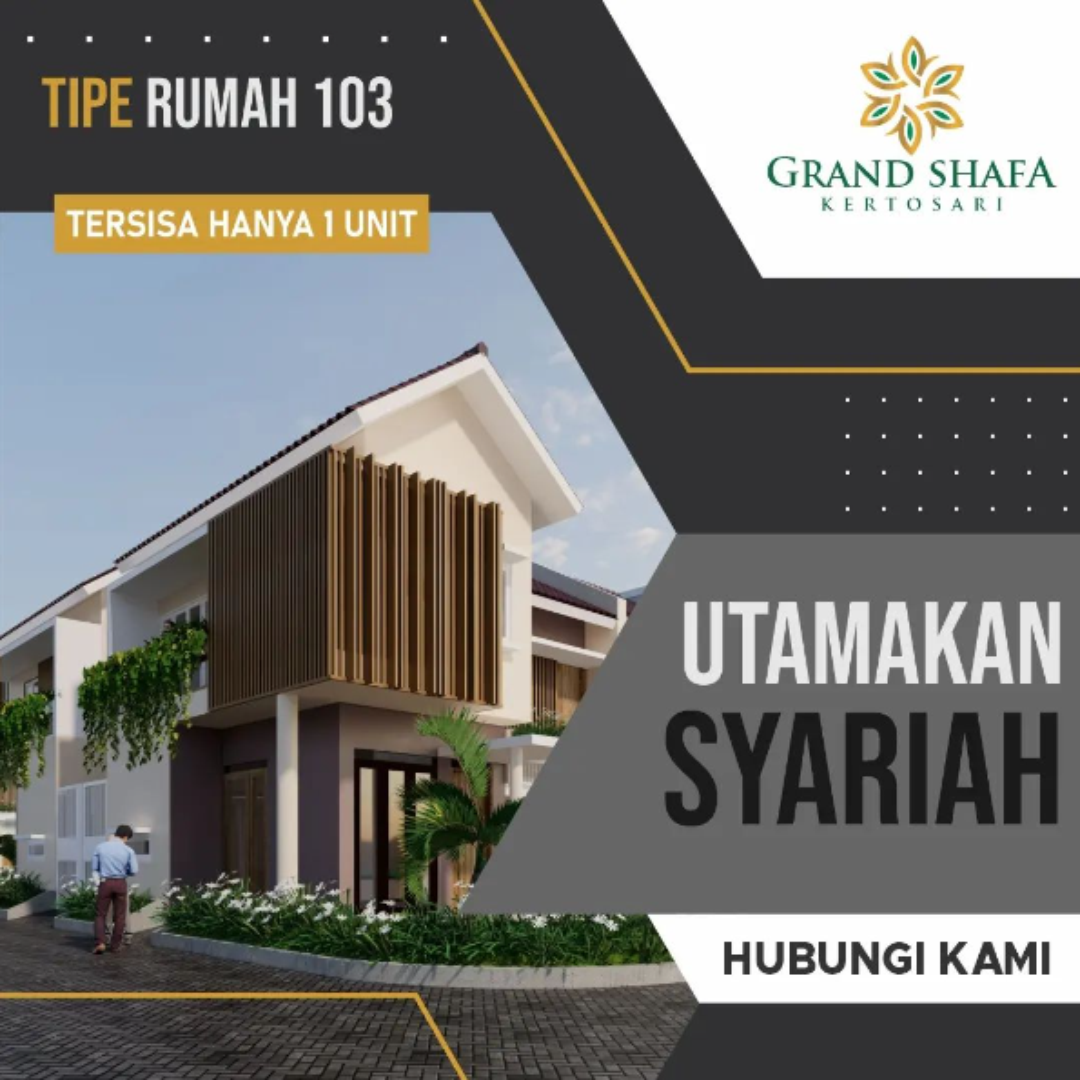 TIPE RUMAH 103
GRAND SHAFA
KERTOSARI
TERSISA HANYA 1 UNIT
UTAMAKAN
SYARIAH
HUBUNGI KAMI